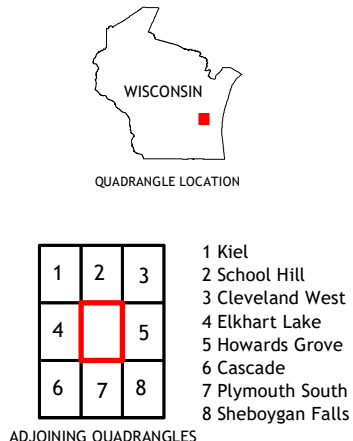 WISCONSIN
QUADRANGLE LOCATION
1 2 3
4 5
6 7 8
1 Kiel
2 School Hill
3 Cleveland West
4 Elkhart Lake
5 Howards Grove
6 Cascade
7 Plymouth South
8 Sheboygan Falls
ADJOINING QUADRANGLES